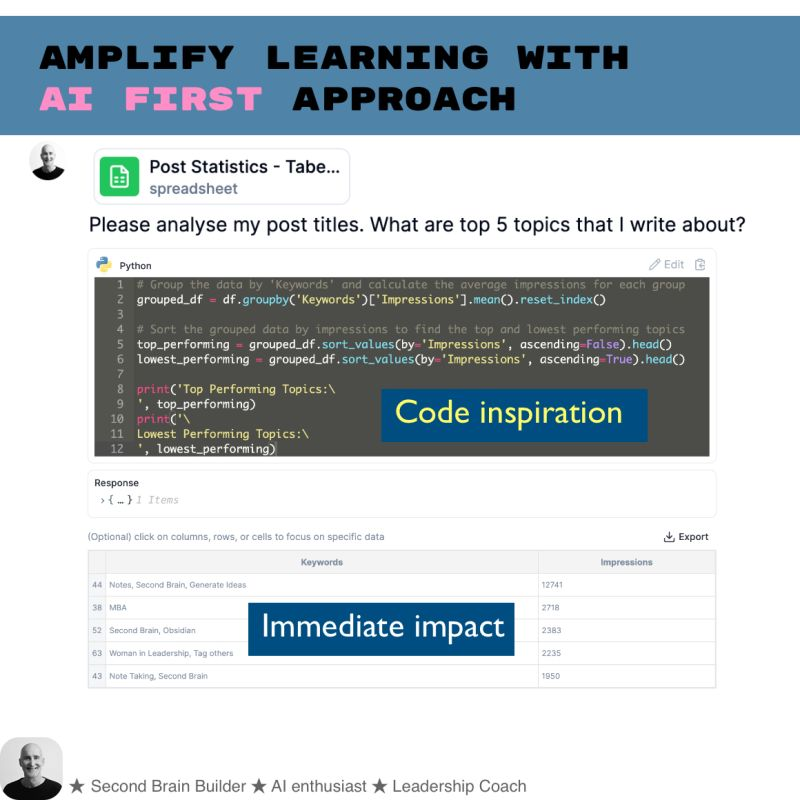 AMPLIFY LEARNING WITH
AI FIRST APPROACH
Post Statistics - Tabe...
spreadsheet
Please analyse my post titles. What are top 5 topics that I write about?
Python
Edit
1 # Group the data by 'Keywords' and calculate the average impressions for each group
2 grouped_df = df.groupby('Keywords')['Impressions'].mean().reset_index()
3
4 # Sort the grouped data by impressions to find the top and lowest performing topics
5 top_performing = grouped_df.sort_values(by='Impressions', ascending=False).head()
6 lowest_performing = grouped_df.sort_values(by='Impressions', ascending=True).head()
7
8 print('Top Performing Topics:\
9 ', top_performing)
10 print('\
11 Lowest Performing Topics:\
12 ', lowest_performing)
Code inspiration
Response
›{ … } 1 Items
(Optional) click on columns, rows, or cells to focus on specific data
Export
Keywords Impressions
44 Notes, Second Brain, Generate Ideas 12741
38 MBA 2718
52 Second Brain, Obsidian 2383
63 Woman in Leadership, Tag others 2235
43 Note Taking, Second Brain 1950
Immediate impact
★ Second Brain Builder ★ AI enthusiast ★ Leadership Coach